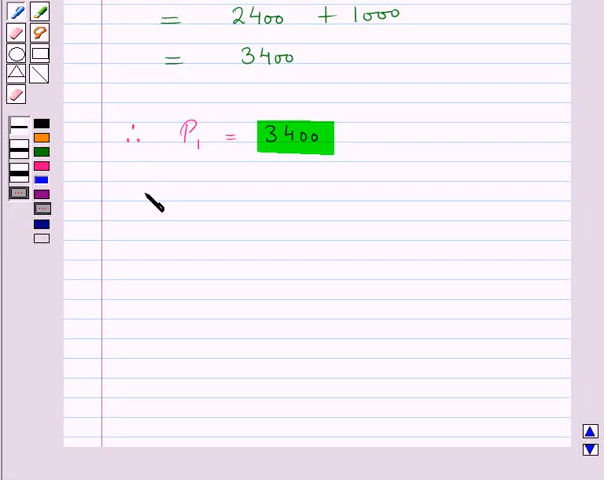 = 2400 + 1000
= 3400
∴ P₁ = 3400